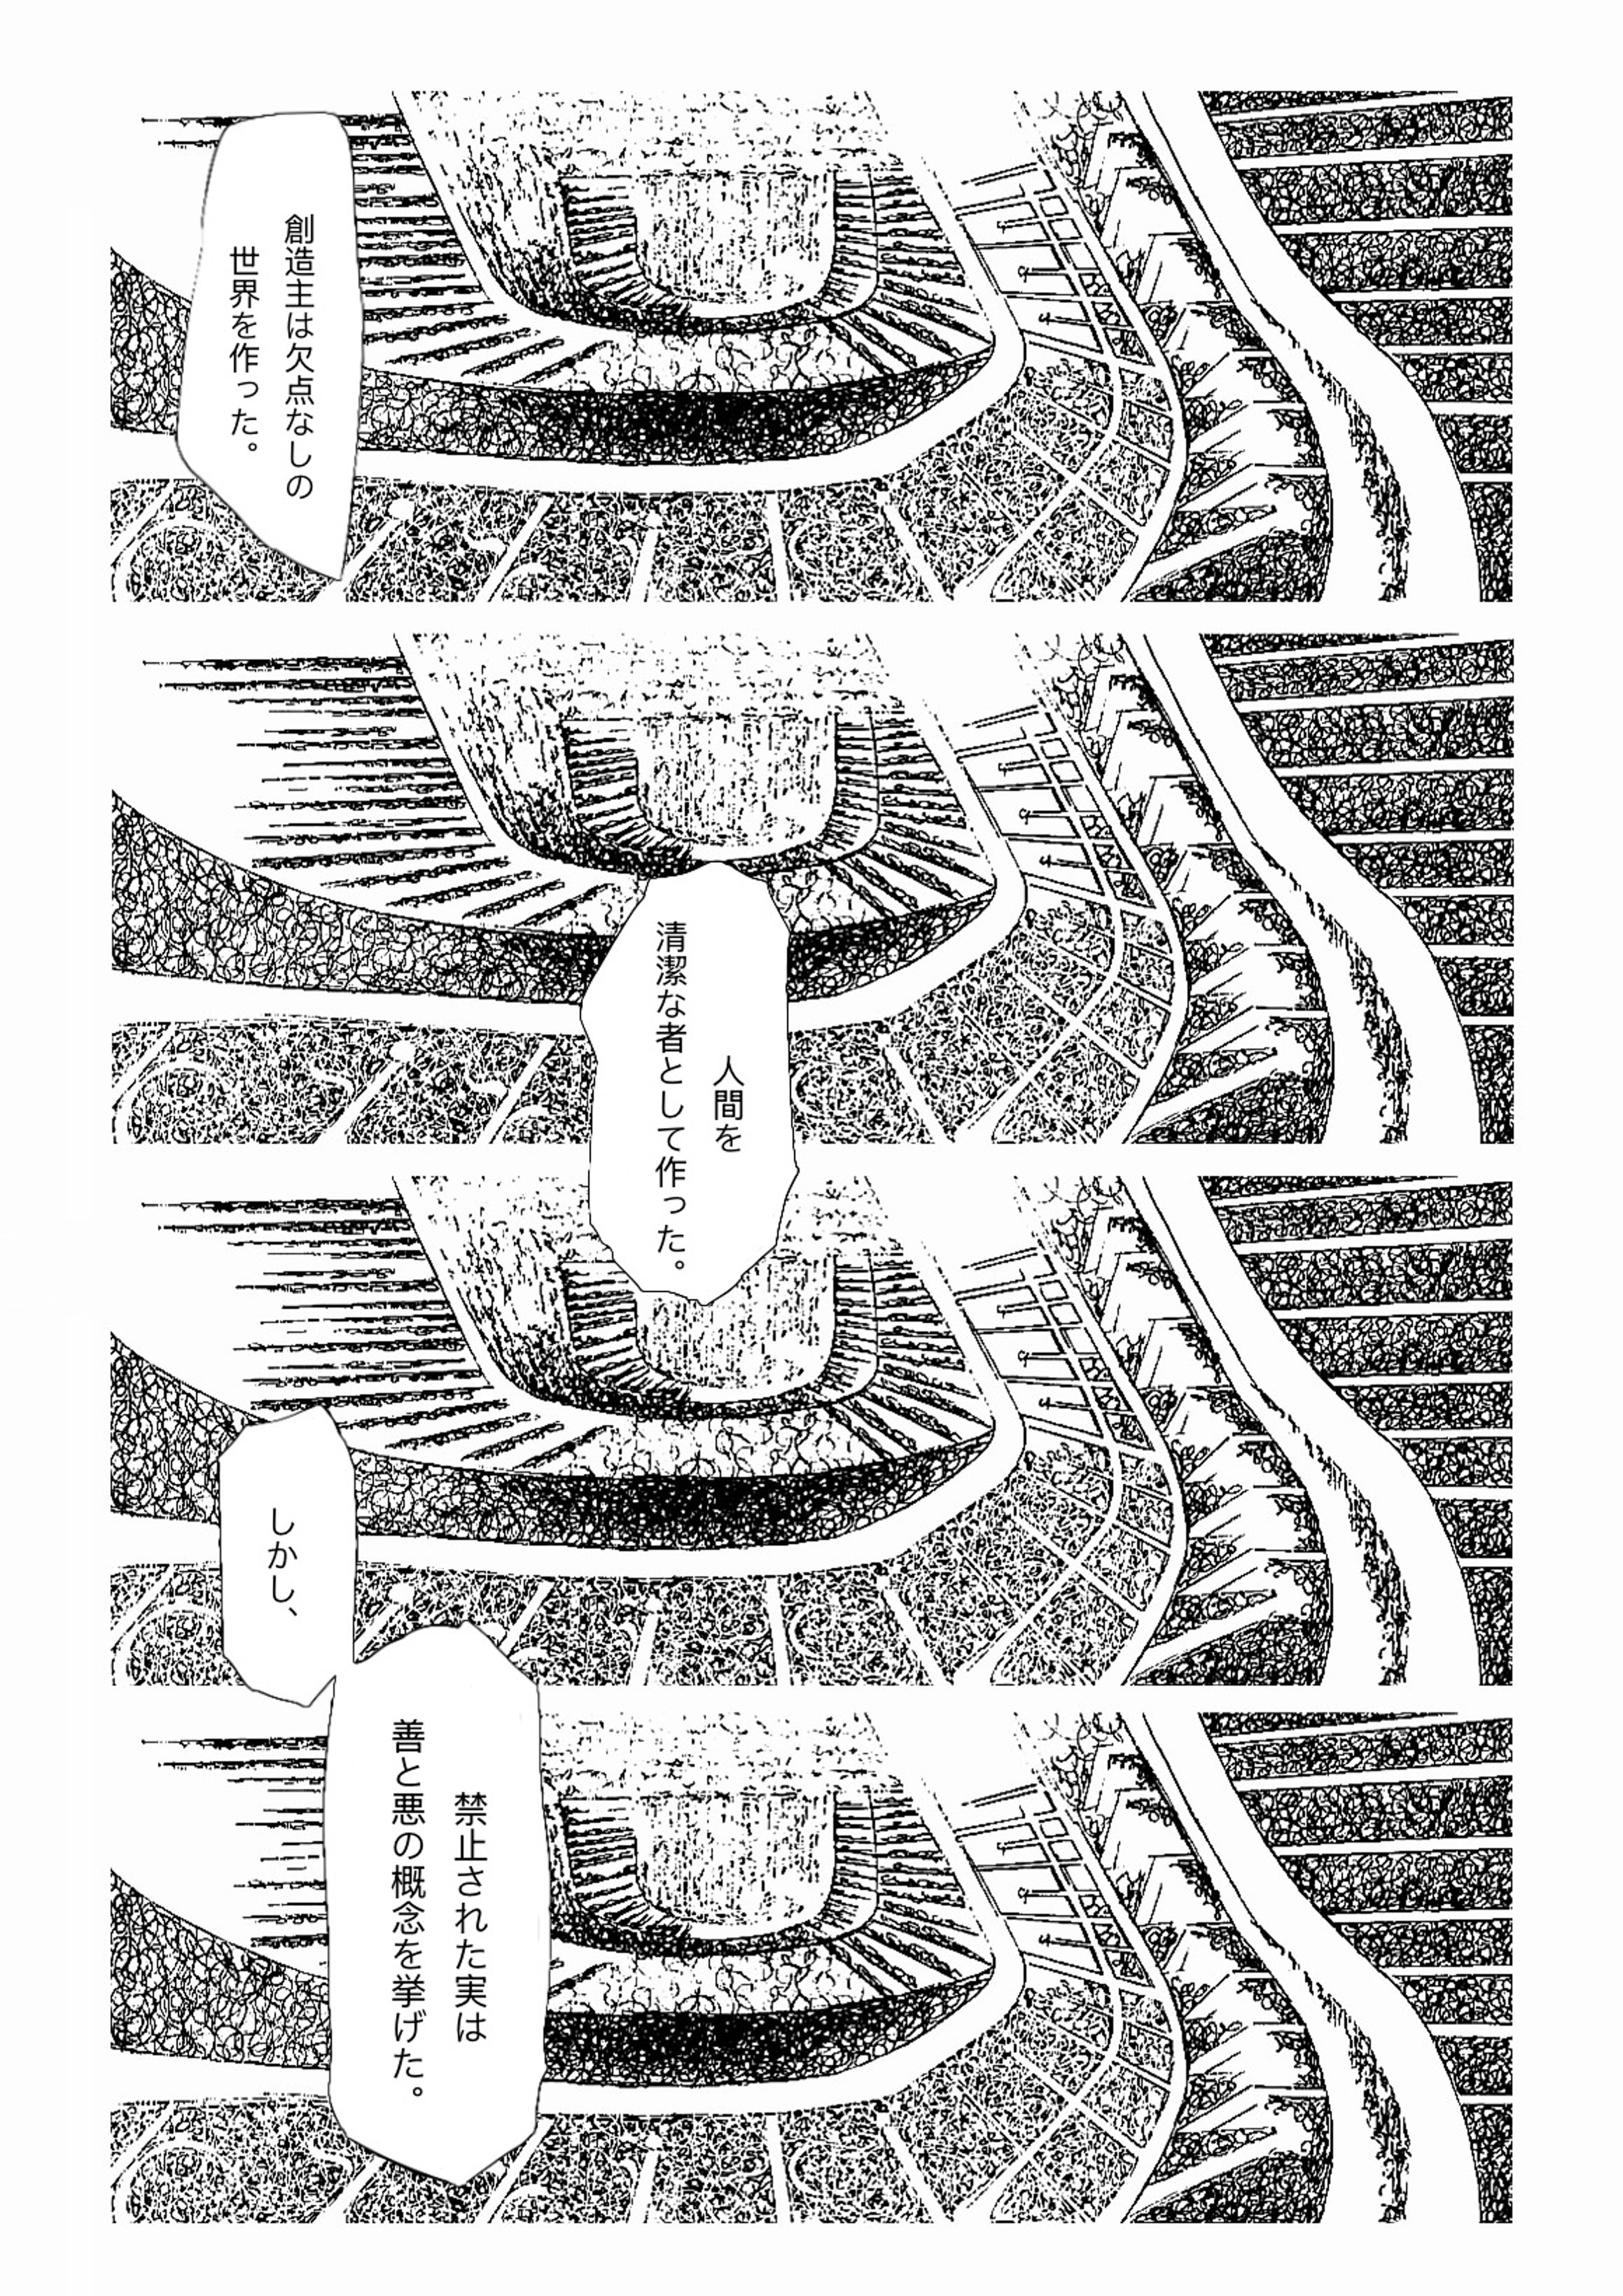 創造主は欠点なしの
世界を作った。
人間を
清潔な者として作った。
しかし、
禁止された実は
善と悪の概念を挙げた。